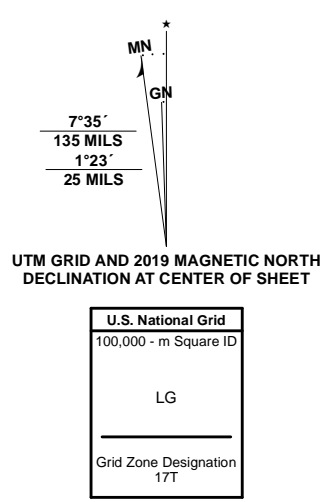 MN
GN
7°35´
135 MILS
1°23´
25 MILS
UTM GRID AND 2019 MAGNETIC NORTH
DECLINATION AT CENTER OF SHEET
U.S. National Grid
100,000 - m Square ID
LG
Grid Zone Designation
17T